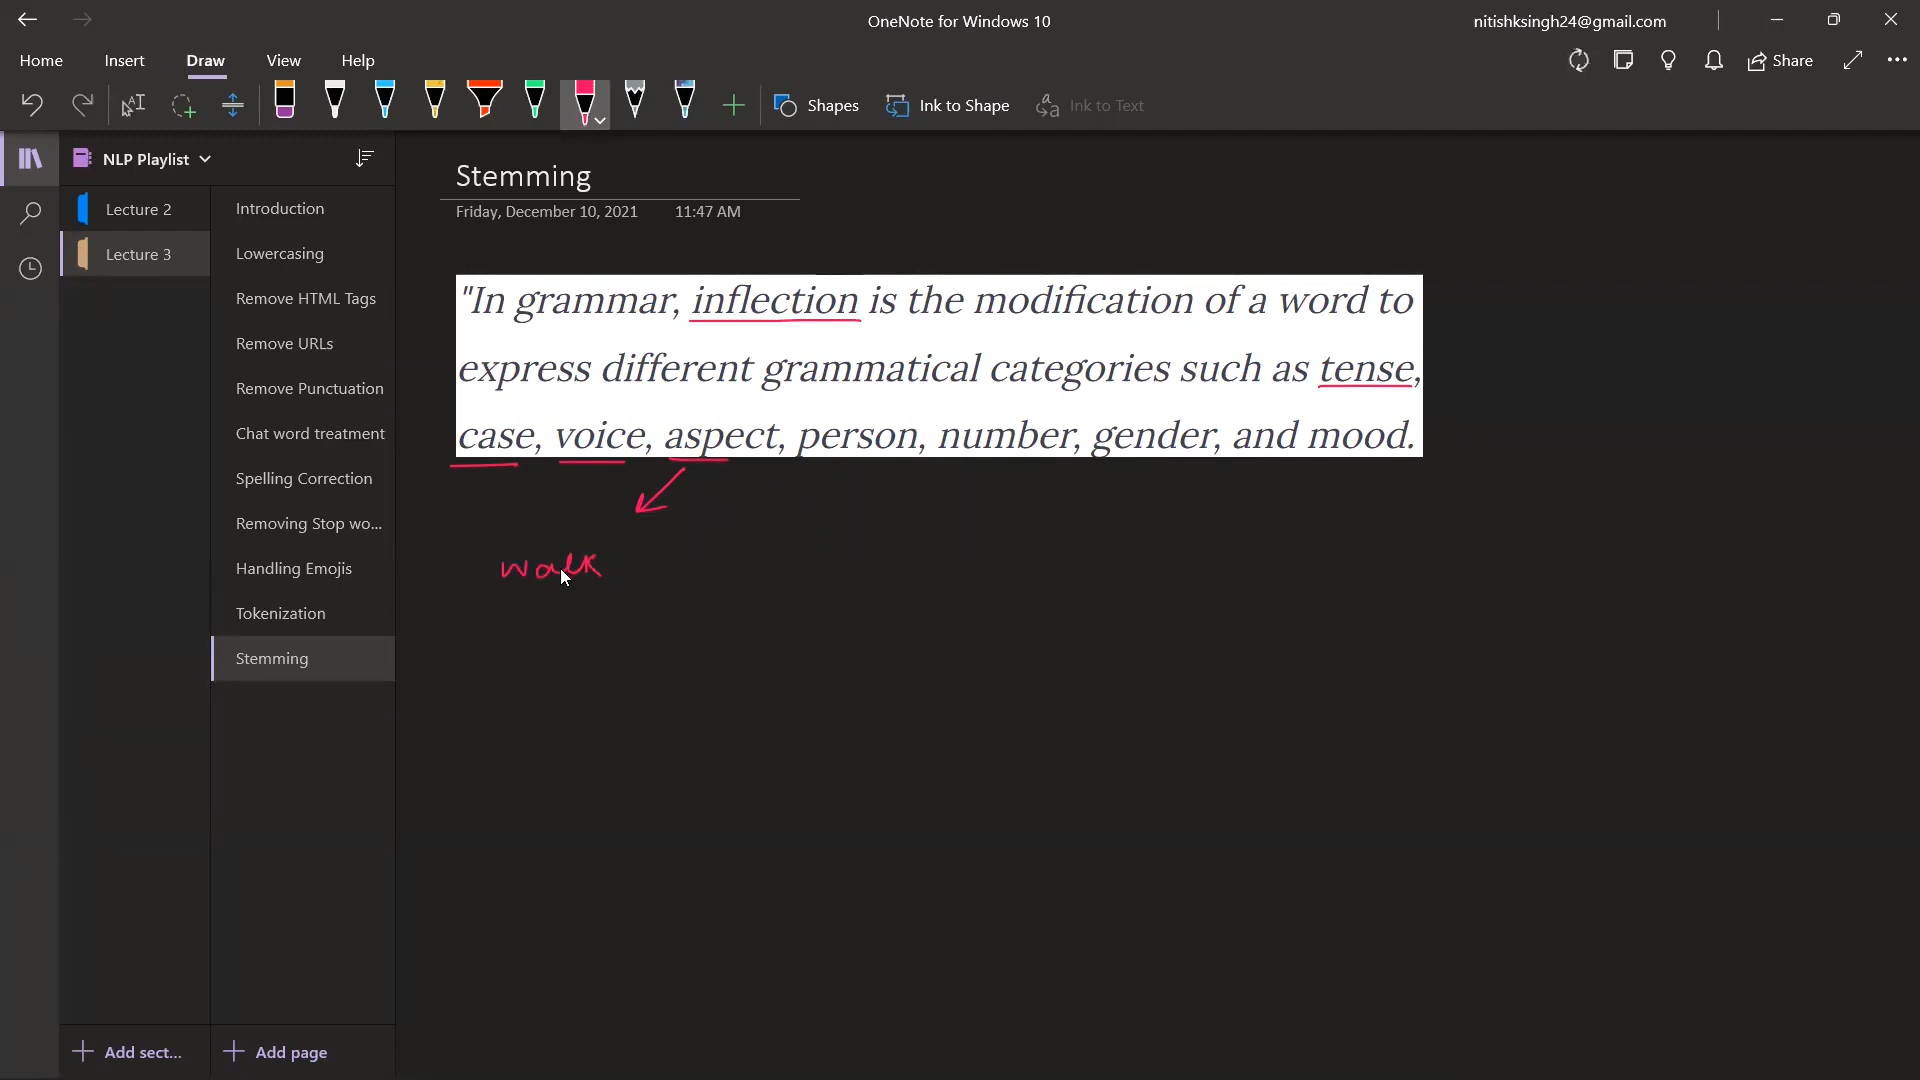 OneNote for Windows 10
nitishksingh24@gmail.com
Home Insert Draw View Help
Share
Shapes Ink to Shape Ink to Text
NLP Playlist
Lecture 2
Lecture 3
Introduction
Lowercasing
Remove HTML Tags
Remove URLs
Remove Punctuation
Chat word treatment
Spelling Correction
Removing Stop wo...
Handling Emojis
Tokenization
Stemming
Add sect...
Add page
Stemming
Friday, December 10, 2021 11:47 AM
"In grammar, inflection is the modification of a word to
express different grammatical categories such as tense,
case, voice, aspect, person, number, gender, and mood.
walk